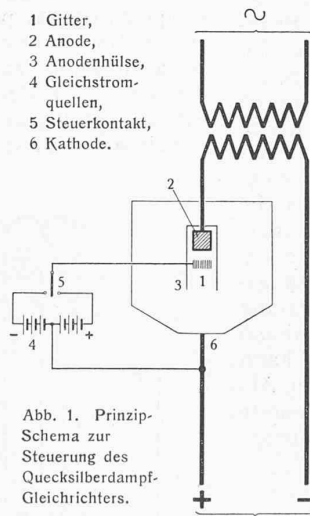 1 Gitter,
2 Anode,
3 Anodenhülse,
4 Gleichstrom-
quellen,
5 Steuerkontakt,
6 Kathode.
~
2
3
1
5
- 4 +
6
Abb. 1. Prinzip-
Schema zur
Steuerung des
Quecksilberdampf-
Gleichrichters.
+ -